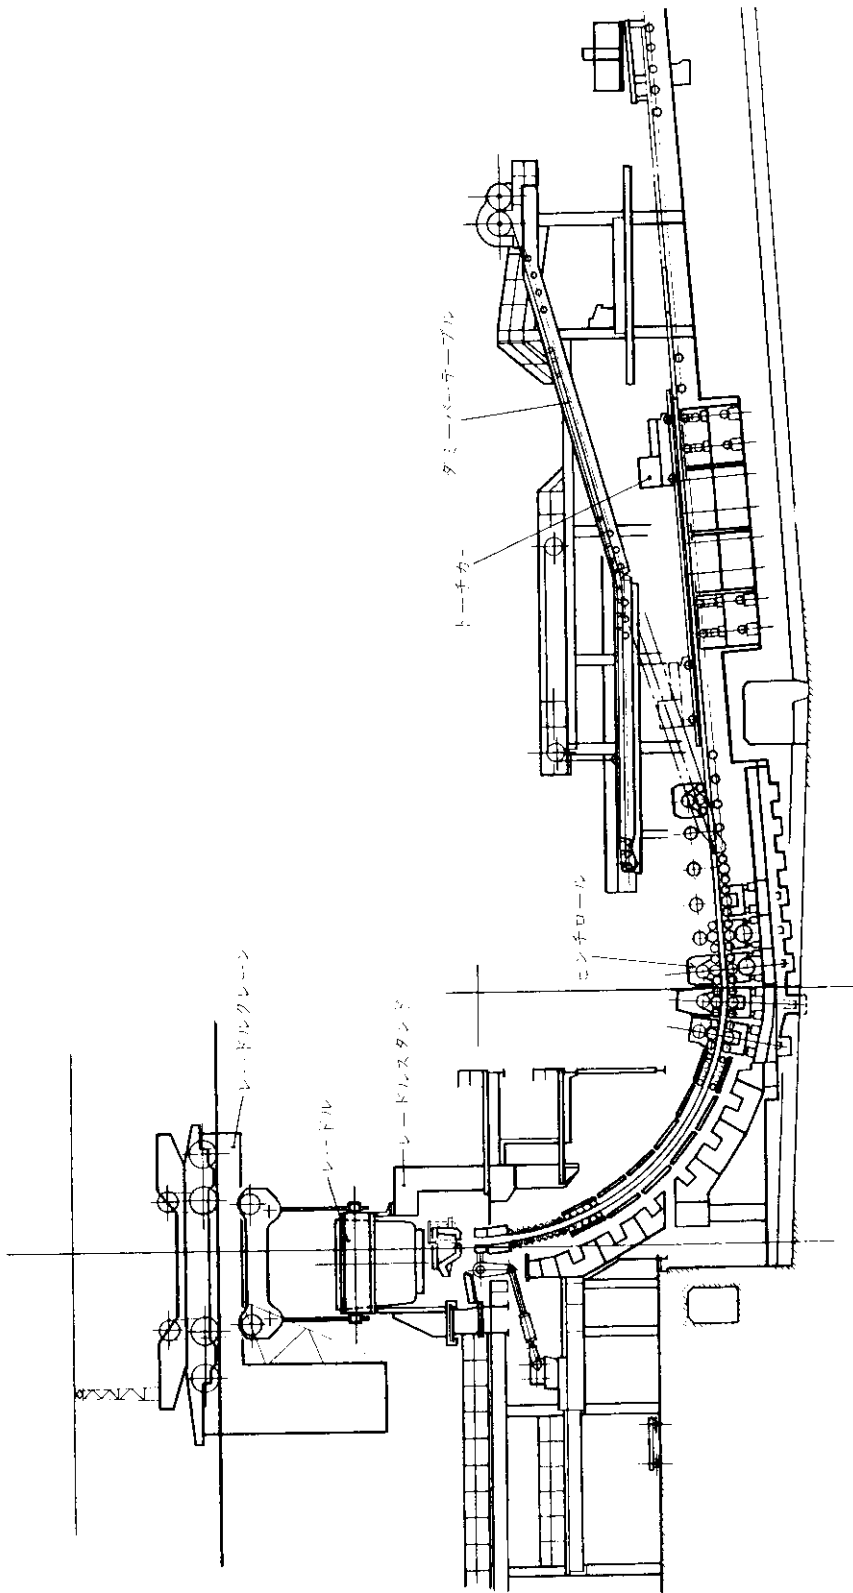 レードルクレーン
レードル
レードルスタンド
ピンチロール
トーチカー
ダミーバーテーブル